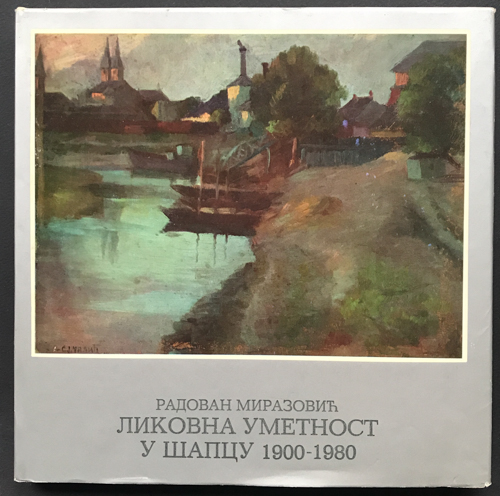 РАДОВАН МИРАЗОВИЋ
ЛИКОВНА УМЕТНОСТ
У ШАПЦУ 1900-1980